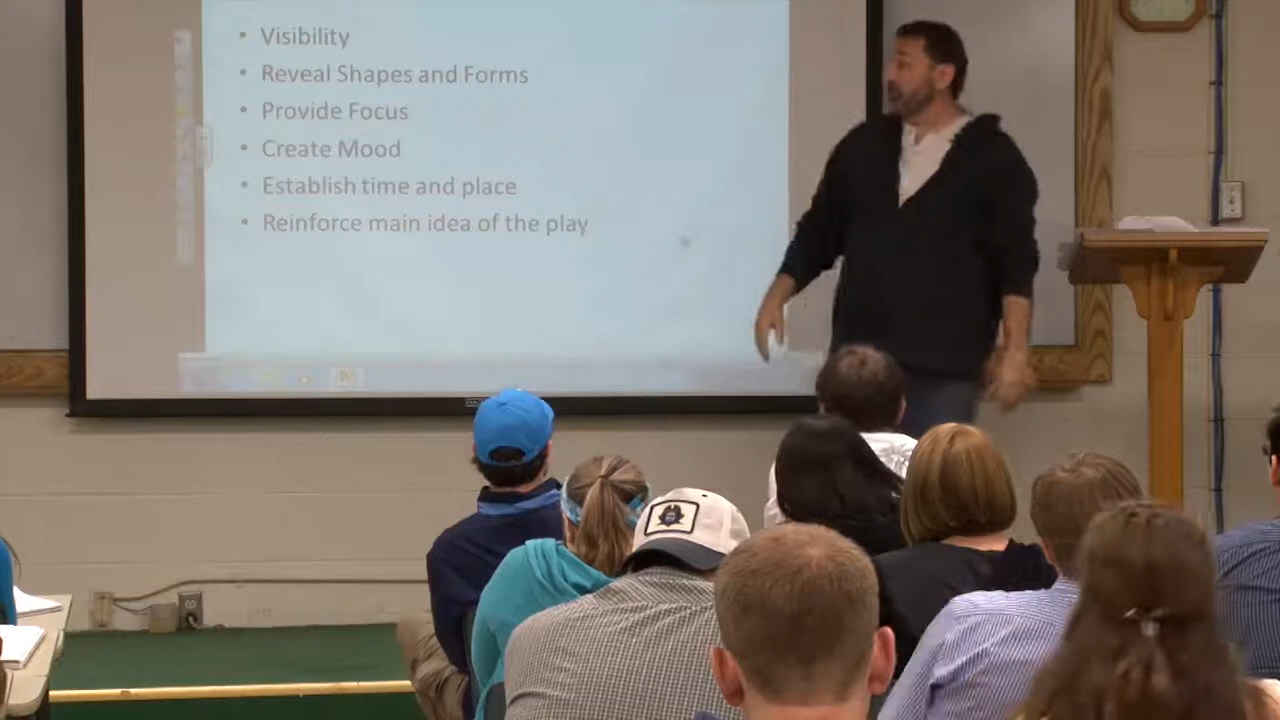 • Visibility
• Reveal Shapes and Forms
• Provide Focus
• Create Mood
• Establish time and place
• Reinforce main idea of the play